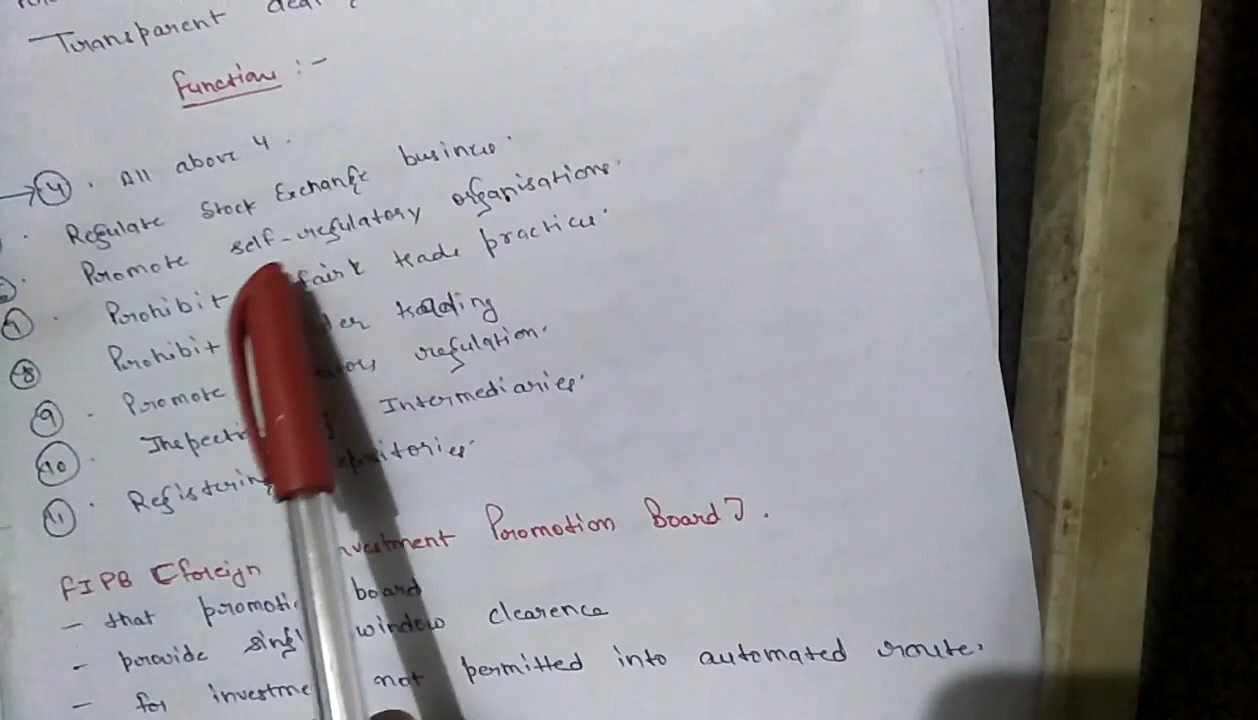 Transparent
function :-
→ (4) . All above 4 .
. Regulate Stock Exchange business .
. Promote self-regulatory organisations .
(7) . Prohibit fair trade practices .
(8) Prohibit trading
(9) . Promote regulation .
(10) . Intermediaries .
(11) . Registering
FIPB [foreign Promotion Board] .
- that board
- provide window clearence
- for not permitted into automated route .